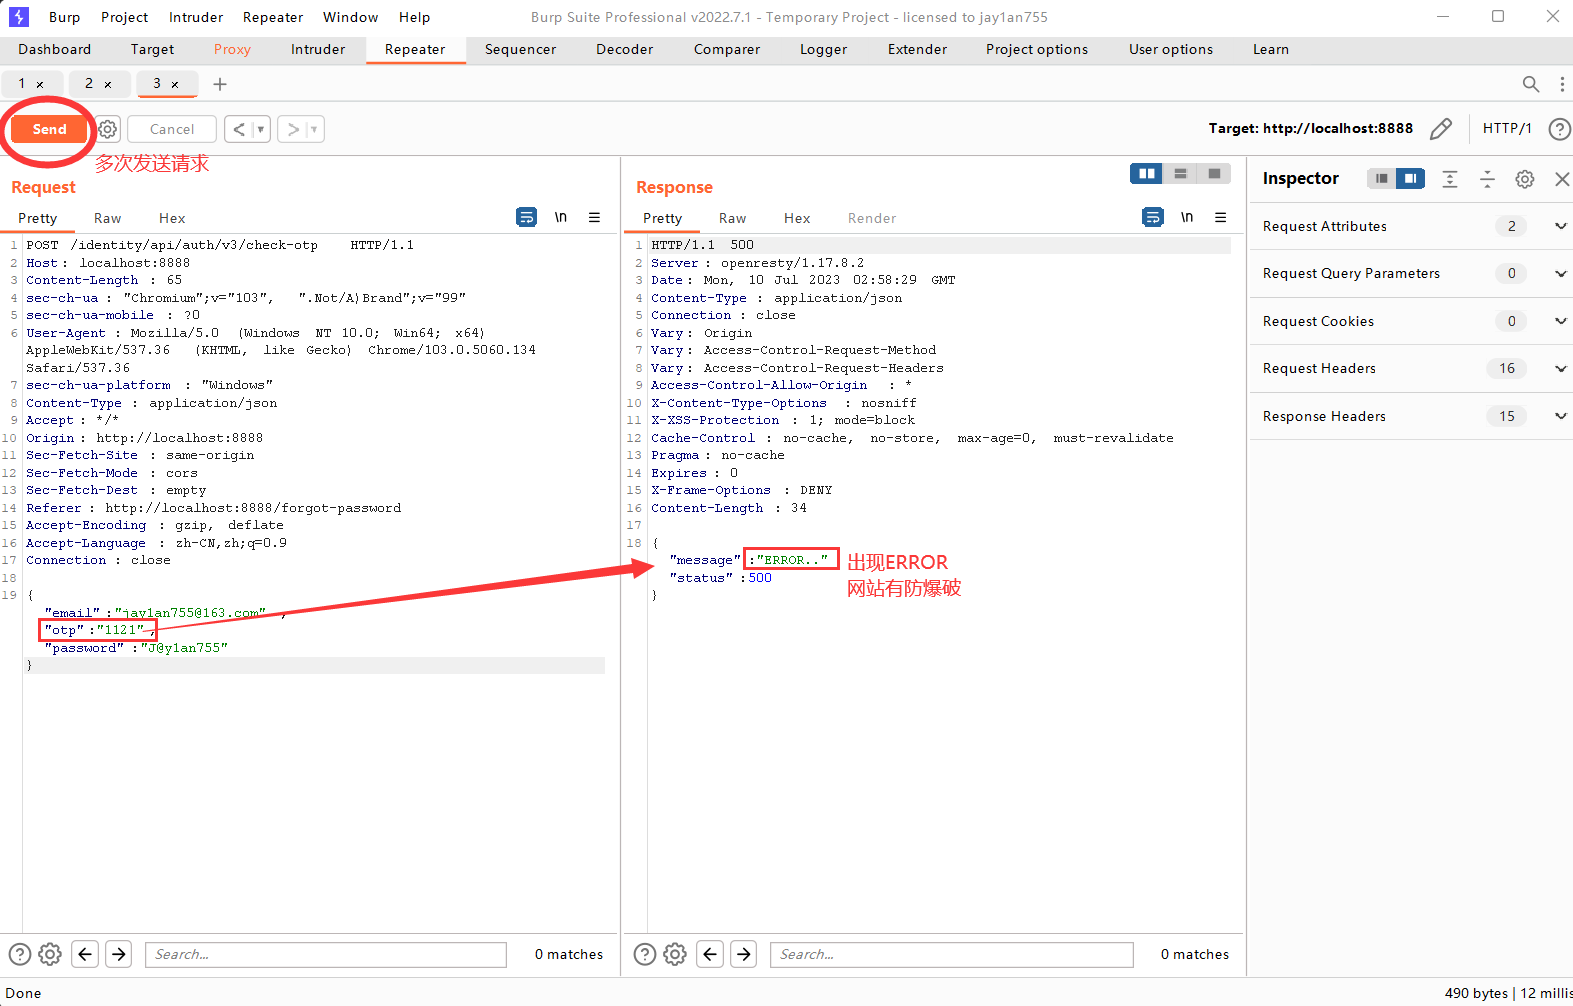 Burp Project Intruder Repeater Window Help Burp Suite Professional v2022.7.1 - Temporary Project - licensed to jay1an755
Dashboard Target Proxy Intruder Repeater Sequencer Decoder Comparer Logger Extender Project options User options Learn
1 × 2 × 3 × +
Send Cancel < > Target: http://localhost:8888 HTTP/1 ?
多次发送请求
Request
Pretty Raw Hex \n
1 POST /identity/api/auth/v3/check-otp HTTP/1.1
2 Host: localhost:8888
3 Content-Length : 65
4 sec-ch-ua : "Chromium";v="103", ".Not/A)Brand";v="99"
5 sec-ch-ua-mobile : ?0
6 User-Agent : Mozilla/5.0 (Windows NT 10.0; Win64; x64)
AppleWebKit/537.36 (KHTML, like Gecko) Chrome/103.0.5060.134
Safari/537.36
7 sec-ch-ua-platform : "Windows"
8 Content-Type : application/json
9 Accept : */*
10 Origin : http://localhost:8888
11 Sec-Fetch-Site : same-origin
12 Sec-Fetch-Mode : cors
13 Sec-Fetch-Dest : empty
14 Referer : http://localhost:8888/forgot-password
15 Accept-Encoding : gzip, deflate
16 Accept-Language : zh-CN,zh;q=0.9
17 Connection : close
18
19 {
"email" :"jay1an755@163.com" ,
"otp" :"1121" ,
"password" :"J@y1an755"
}
Response
Pretty Raw Hex Render \n
1 HTTP/1.1 500
2 Server : openresty/1.17.8.2
3 Date : Mon, 10 Jul 2023 02:58:29 GMT
4 Content-Type : application/json
5 Connection : close
6 Vary : Origin
7 Vary : Access-Control-Request-Method
8 Vary : Access-Control-Request-Headers
9 Access-Control-Allow-Origin : *
10 X-Content-Type-Options : nosniff
11 X-XSS-Protection : 1; mode=block
12 Cache-Control : no-cache, no-store, max-age=0, must-revalidate
13 Pragma : no-cache
14 Expires : 0
15 X-Frame-Options : DENY
16 Content-Length : 34
17
18 {
"message" :"ERROR.."
"status" :500
}
出现ERROR
网站有防爆破
Inspector
Request Attributes 2
Request Query Parameters 0
Request Cookies 0
Request Headers 16
Response Headers 15
? Search... 0 matches ? Search... 0 matches
Done 490 bytes | 12 millis